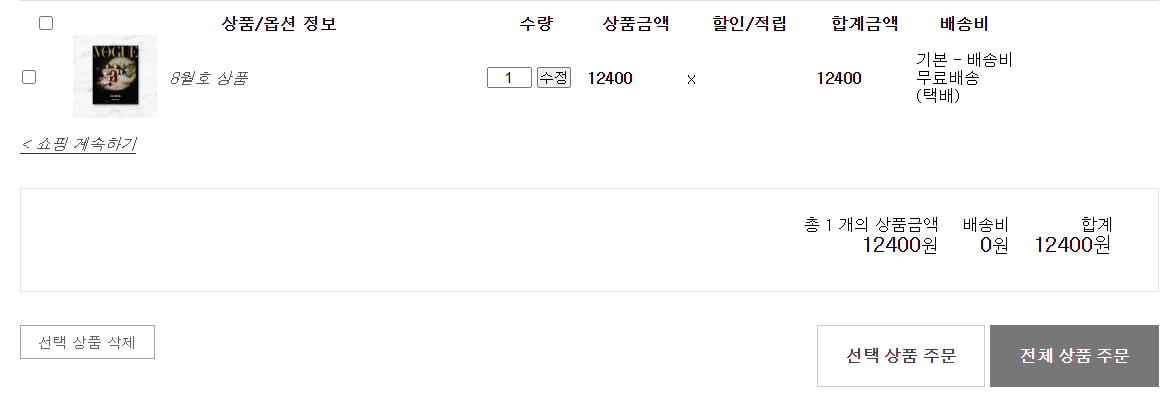 상품/옵션 정보 수량 상품금액 할인/적립 합계금액 배송비
VOGUE
8월호 상품 1 수정 12400 x 12400 기본 - 배송비
무료배송
(택배)
< 쇼핑 계속하기
총 1 개의 상품금액 배송비 합계
12400원 0원 12400원
선택 상품 삭제 선택 상품 주문 전체 상품 주문